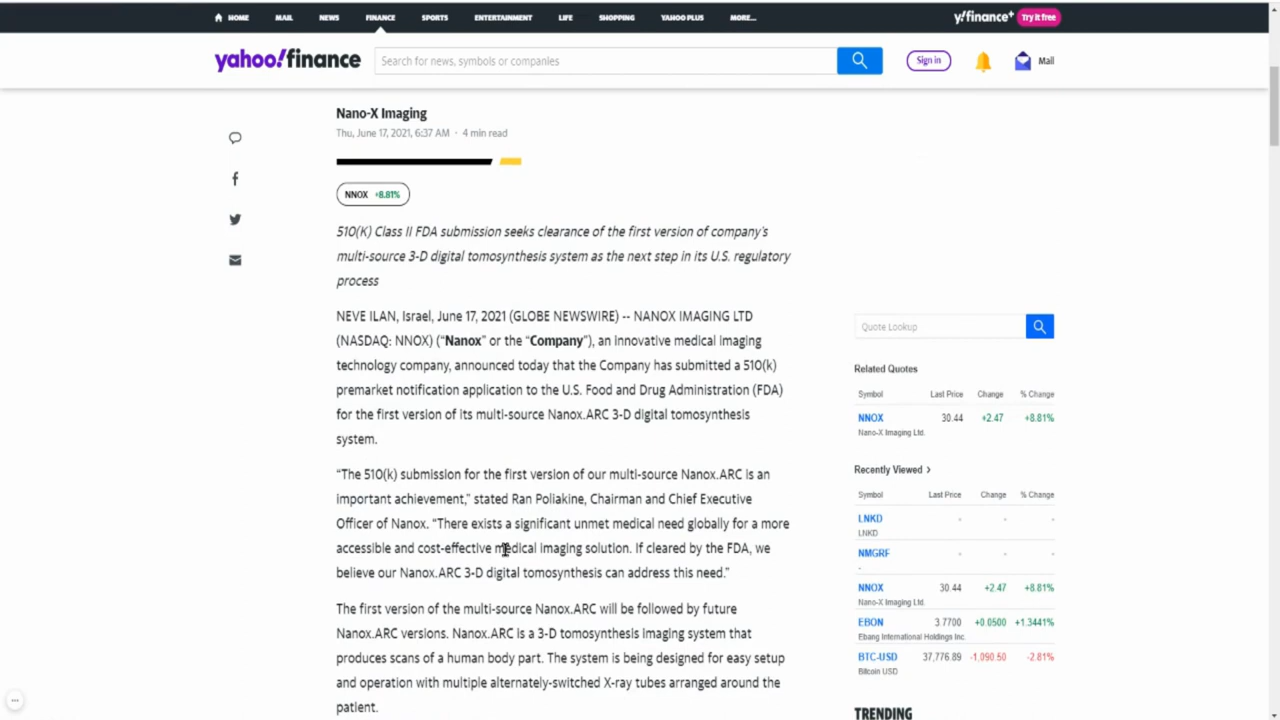 HOME MAIL NEWS FINANCE SPORTS ENTERTAINMENT LIFE SHOPPING YAHOO PLUS MORE... y!finance+ Try it free
yahoo!finance Search for news, symbols or companies Sign in Mail
Nano-X Imaging
Thu, June 17, 2021, 6:37 AM · 4 min read
NNOX +8.81%
510(K) Class II FDA submission seeks clearance of the first version of company's
multi-source 3-D digital tomosynthesis system as the next step in its U.S. regulatory
process
NEVE ILAN, Israel, June 17, 2021 (GLOBE NEWSWIRE) -- NANOX IMAGING LTD
(NASDAQ: NNOX) (“Nanox” or the “Company”), an innovative medical imaging
technology company, announced today that the Company has submitted a 510(k)
premarket notification application to the U.S. Food and Drug Administration (FDA)
for the first version of its multi-source Nanox.ARC 3-D digital tomosynthesis
system.
“The 510(k) submission for the first version of our multi-source Nanox.ARC is an
important achievement,” stated Ran Poliakine, Chairman and Chief Executive
Officer of Nanox. “There exists a significant unmet medical need globally for a more
accessible and cost-effective medical imaging solution. If cleared by the FDA, we
believe our Nanox.ARC 3-D digital tomosynthesis can address this need.”
The first version of the multi-source Nanox.ARC will be followed by future
Nanox.ARC versions. Nanox.ARC is a 3-D tomosynthesis imaging system that
produces scans of a human body part. The system is being designed for easy setup
and operation with multiple alternately-switched X-ray tubes arranged around the
patient.
Quote Lookup
Related Quotes
Symbol Last Price Change % Change
NNOX 30.44 +2.47 +8.81%
Nano-X Imaging Ltd.
Recently Viewed >
Symbol Last Price Change % Change
LNKD - - -
LNKD
NMGRF - - -
-
NNOX 30.44 +2.47 +8.81%
Nano-X Imaging Ltd.
EBON 3.7700 +0.0500 +1.3441%
Ebang International Holdings Inc.
BTC-USD 37,776.89 -1,090.50 -2.81%
Bitcoin USD
TRENDING